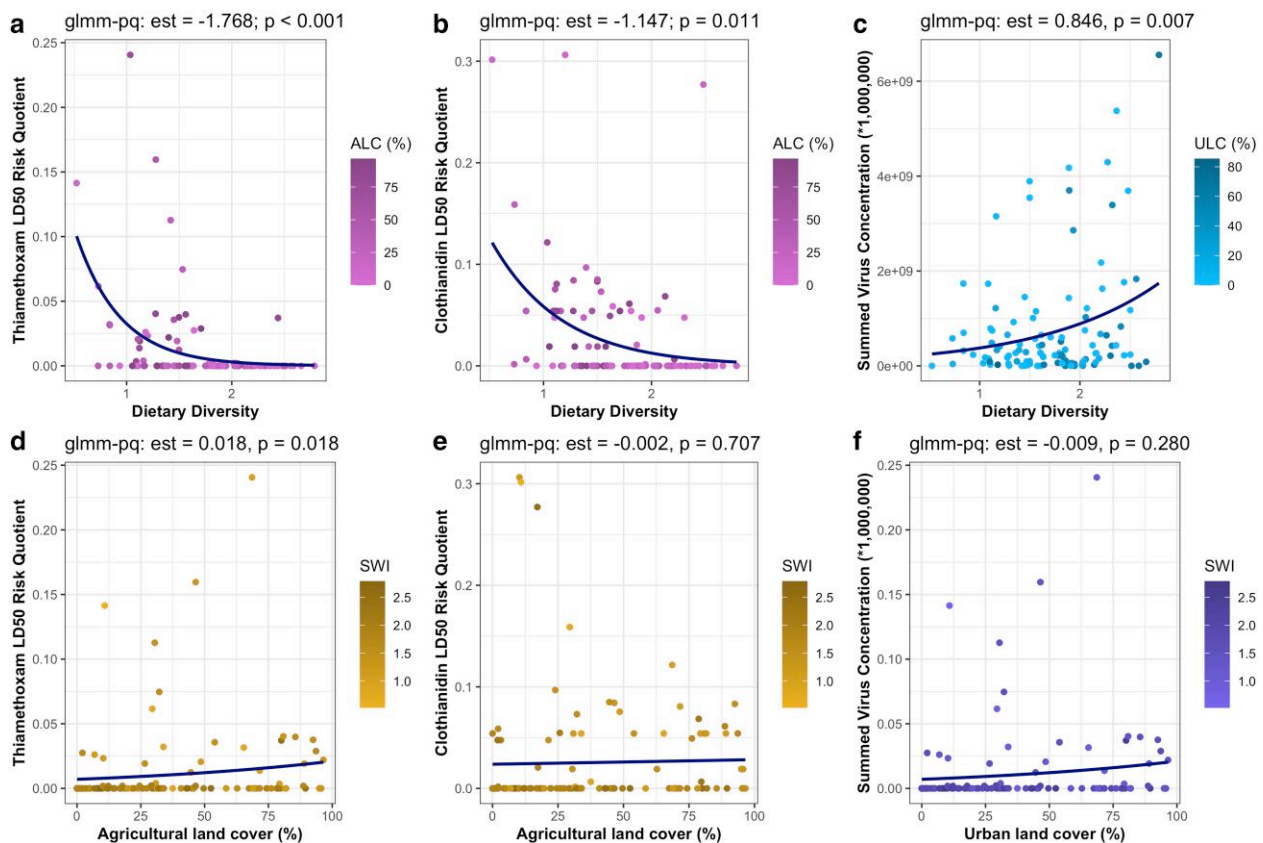 a glmm-pq: est = -1.768; p < 0.001
Thiamethoxam LD50 Risk Quotient
0.25
0.20
0.15
0.10
0.05
0.00
1 2
Dietary Diversity
ALC (%)
75
50
25
0
b glmm-pq: est = -1.147; p = 0.011
Clothianidin LD50 Risk Quotient
0.3
0.2
0.1
0.0
1 2
Dietary Diversity
ALC (%)
75
50
25
0
c glmm-pq: est = 0.846, p = 0.007
Summed Virus Concentration (*1,000,000)
6e+09
4e+09
2e+09
0e+00
1 2
Dietary Diversity
ULC (%)
80
60
40
20
0
d glmm-pq: est = 0.018, p = 0.018
Thiamethoxam LD50 Risk Quotient
0.25
0.20
0.15
0.10
0.05
0.00
0 25 50 75 100
Agricultural land cover (%)
SWI
2.5
2.0
1.5
1.0
e glmm-pq: est = -0.002, p = 0.707
Clothianidin LD50 Risk Quotient
0.3
0.2
0.1
0.0
0 25 50 75 100
Agricultural land cover (%)
SWI
2.5
2.0
1.5
1.0
f glmm-pq: est = -0.009, p = 0.280
Summed Virus Concentration (*1,000,000)
0.25
0.20
0.15
0.10
0.05
0.00
0 25 50 75 100
Urban land cover (%)
SWI
2.5
2.0
1.5
1.0